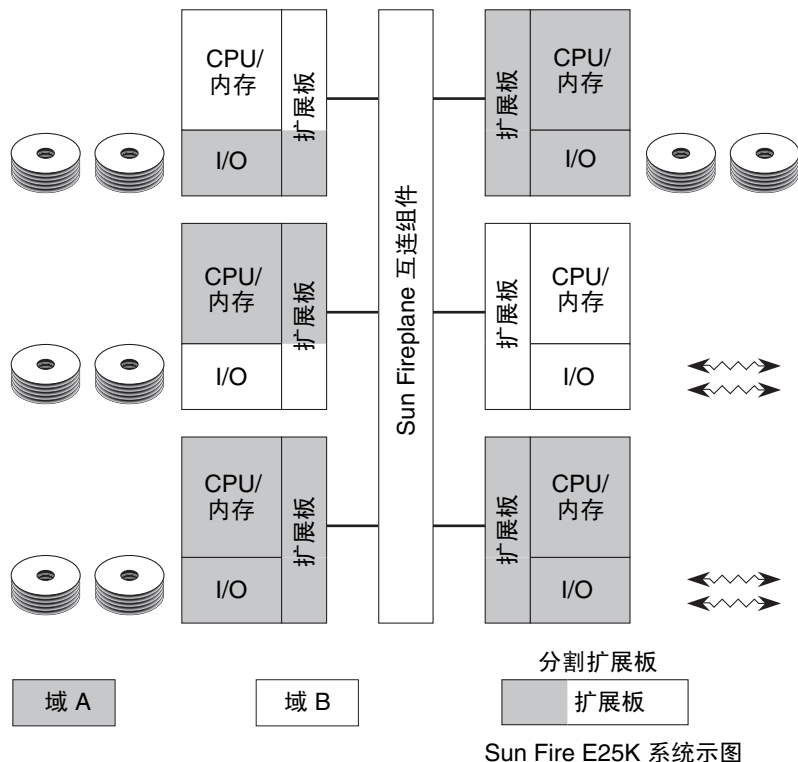 CPU/
内存
扩展板
I/O
CPU/
内存
扩展板
I/O
CPU/
内存
扩展板
I/O
Sun Fireplane 互连组件
扩展板
CPU/
内存
I/O
扩展板
CPU/
内存
I/O
扩展板
CPU/
内存
I/O
域 A
域 B
分割扩展板
扩展板
Sun Fire E25K 系统示图